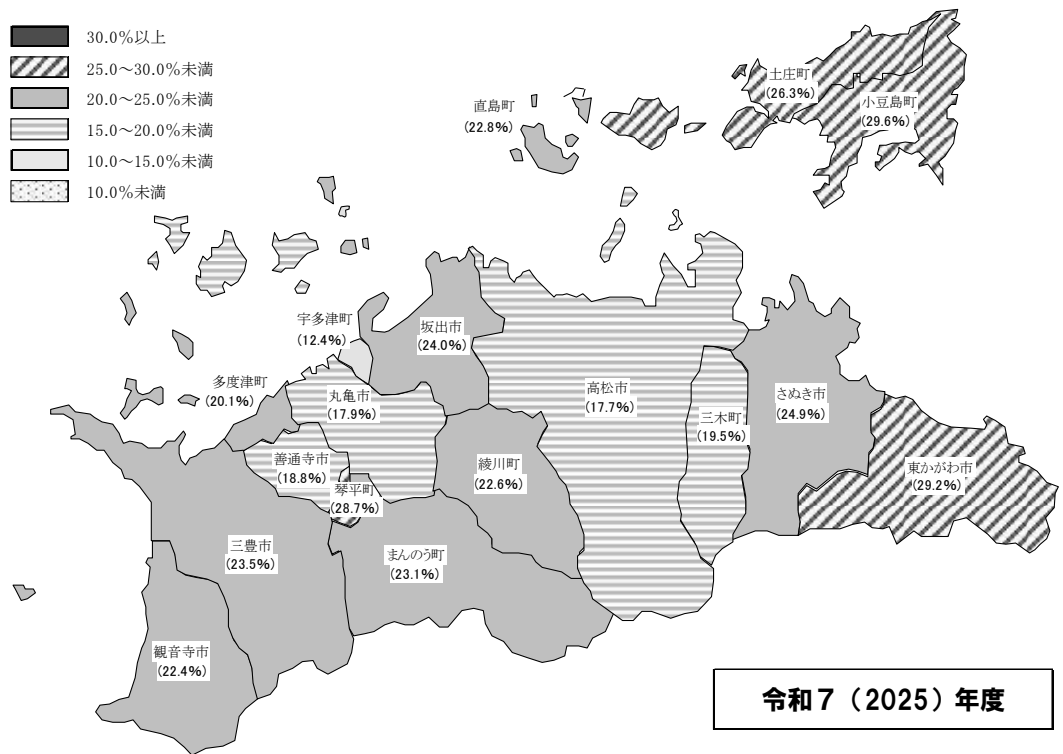 30.0%以上
25.0～30.0%未満
20.0～25.0%未満
15.0～20.0%未満
10.0～15.0%未満
10.0%未満
土庄町
(26.3%)
小豆島町
(29.6%)
直島町
(22.8%)
宇多津町
(12.4%)
坂出市
(24.0%)
多度津町
(20.1%)
丸亀市
(17.9%)
高松市
(17.7%)
三木町
(19.5%)
さぬき市
(24.9%)
善通寺市
(18.8%)
琴平町
(28.7%)
綾川町
(22.6%)
東かがわ市
(29.2%)
三豊市
(23.5%)
まんのう町
(23.1%)
観音寺市
(22.4%)
令和７（2025）年度